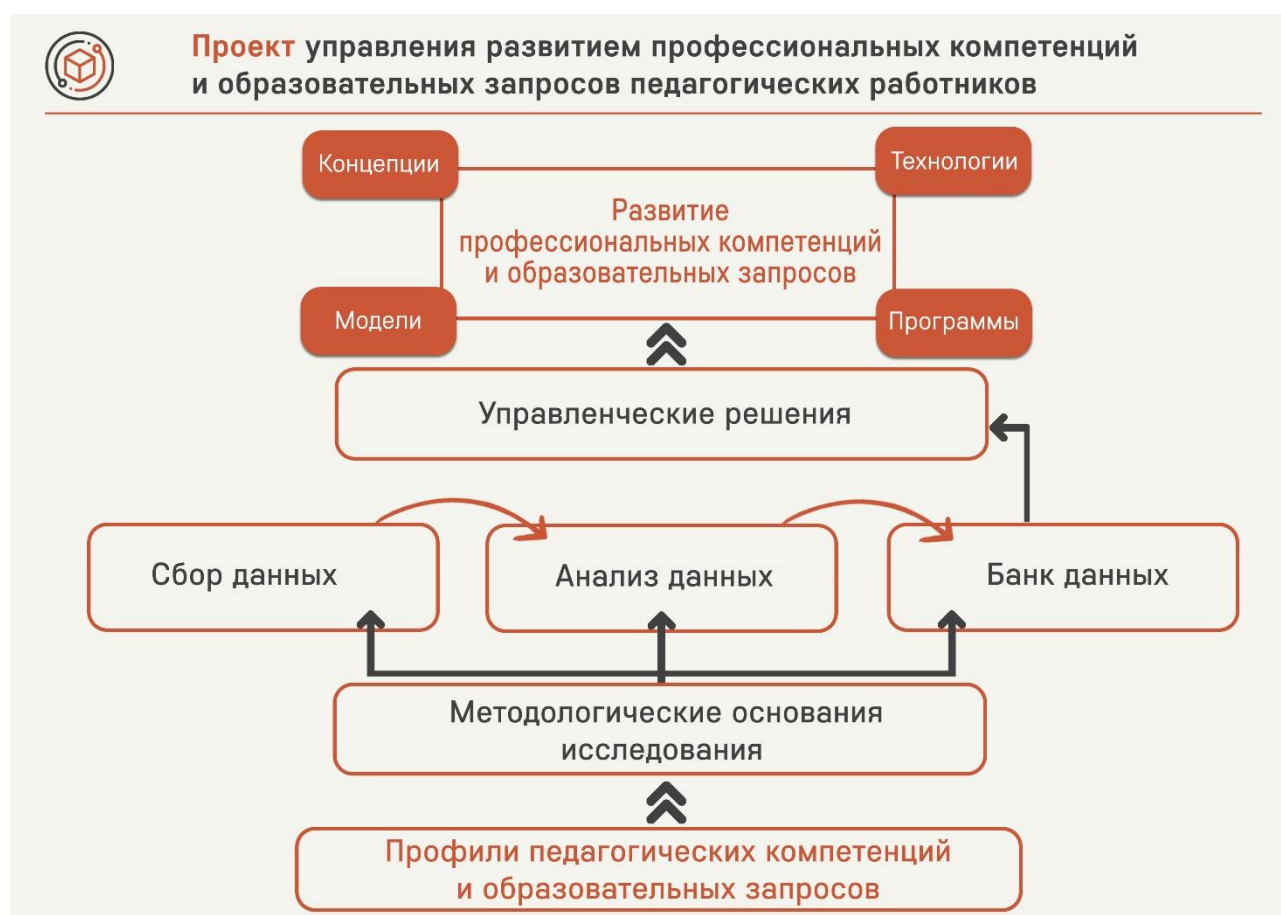 Проект управления развитием профессиональных компетенций
и образовательных запросов педагогических работников
Концепции
Технологии
Развитие
профессиональных компетенций
и образовательных запросов
Модели
Программы
Управленческие решения
Сбор данных
Анализ данных
Банк данных
Методологические основания
исследования
Профили педагогических компетенций
и образовательных запросов